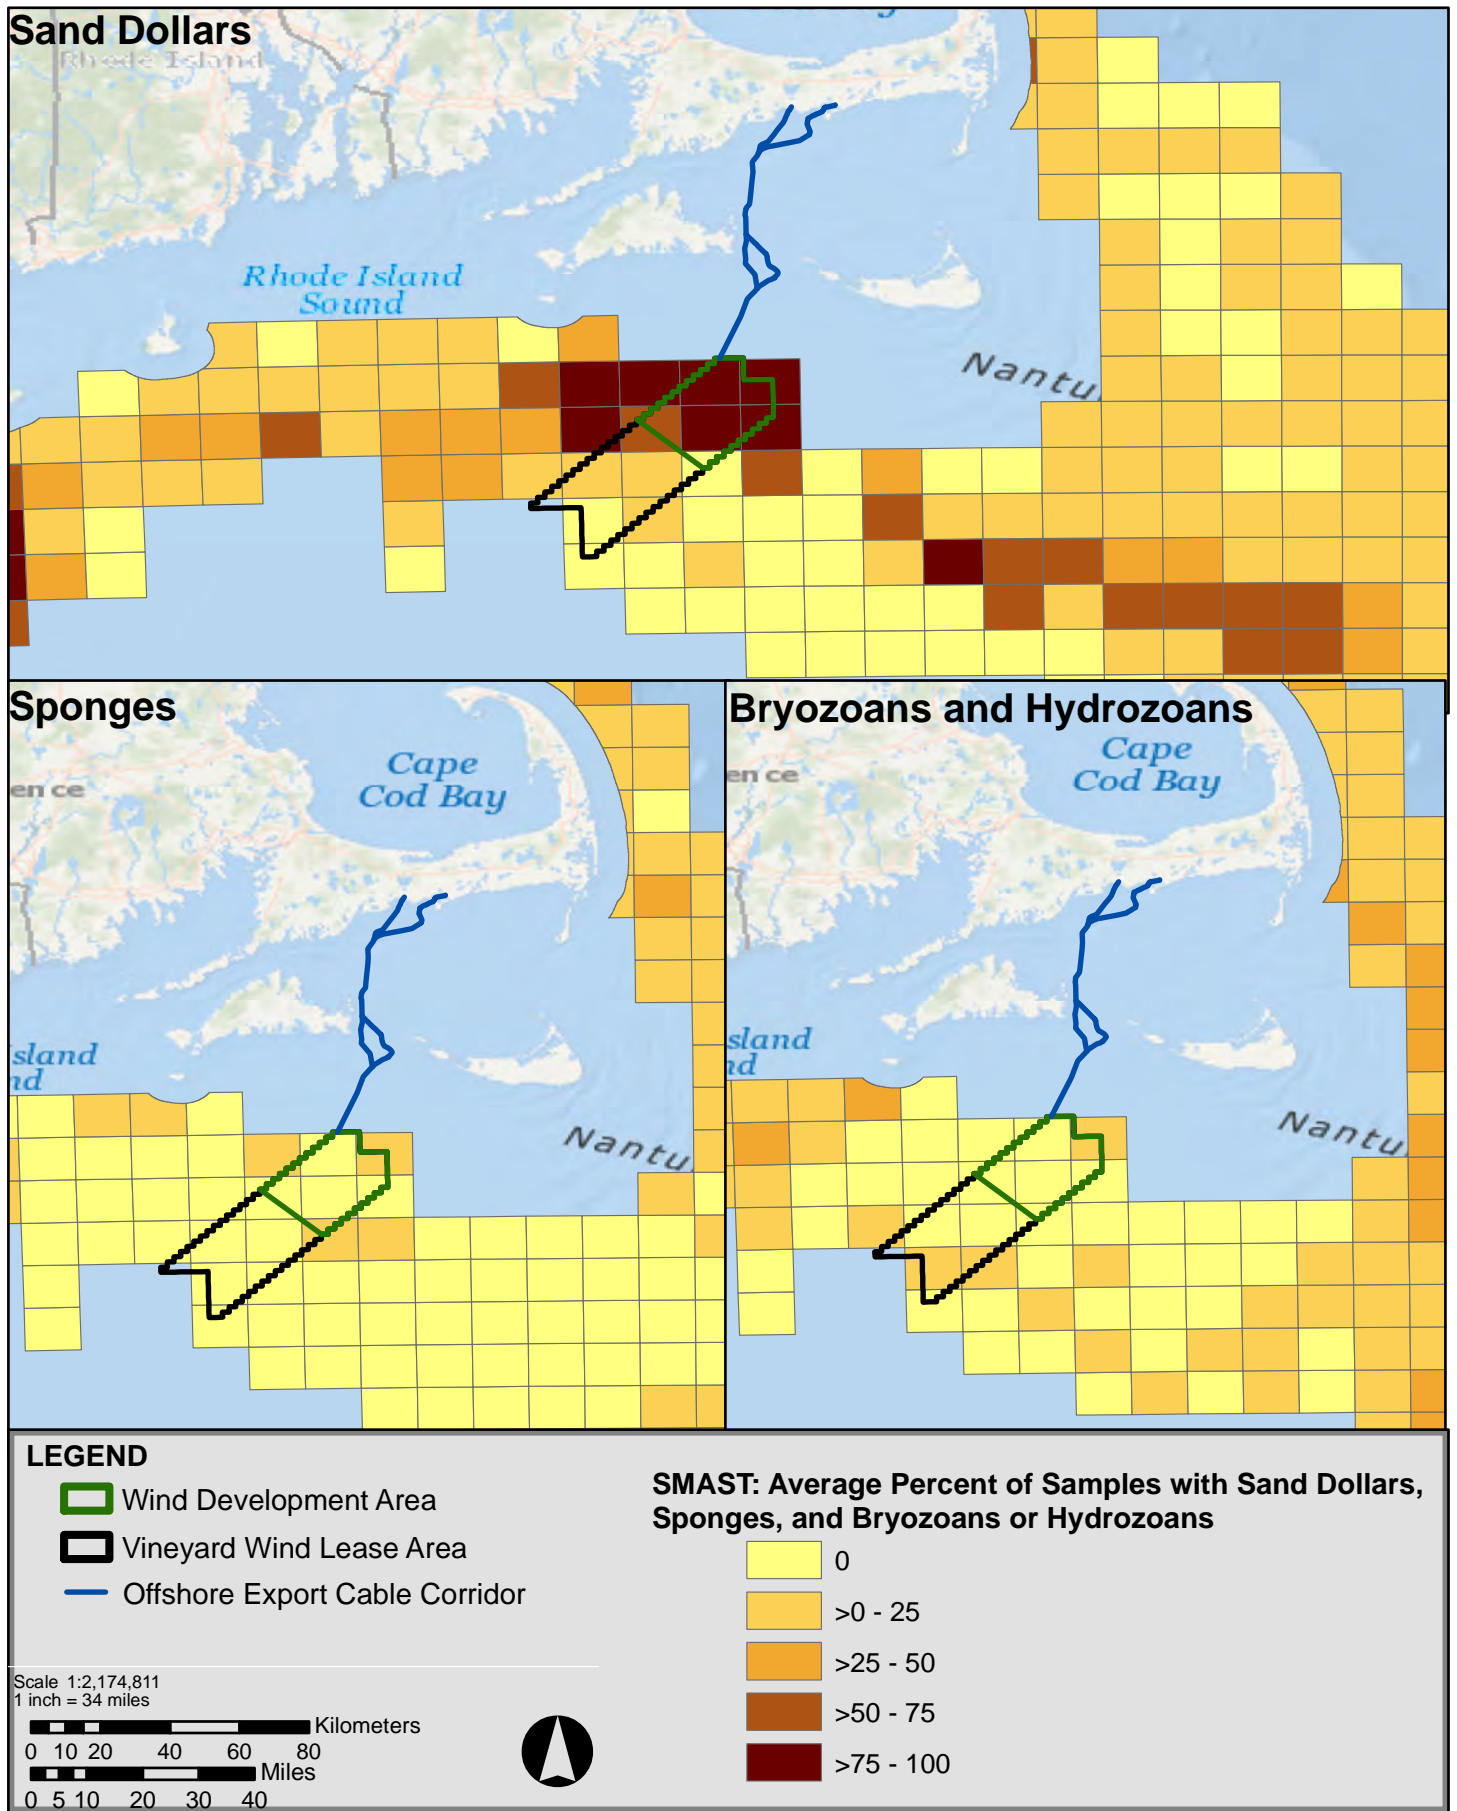 Sand Dollars
Rhode Island
Rhode Island
Sound
Nantu
Sponges
Cape
Cod Bay
ence
sland
nd
Nantu
Bryozoans and Hydrozoans
Cape
Cod Bay
en ce
sland
nd
Nantu
LEGEND
Wind Development Area
Vineyard Wind Lease Area
Offshore Export Cable Corridor
SMAST: Average Percent of Samples with Sand Dollars,
Sponges, and Bryozoans or Hydrozoans
0
>0 - 25
>25 - 50
>50 - 75
>75 - 100
Scale 1:2,174,811
1 inch = 34 miles
Kilometers
0 10 20 40 60 80
Miles
0 5 10 20 30 40